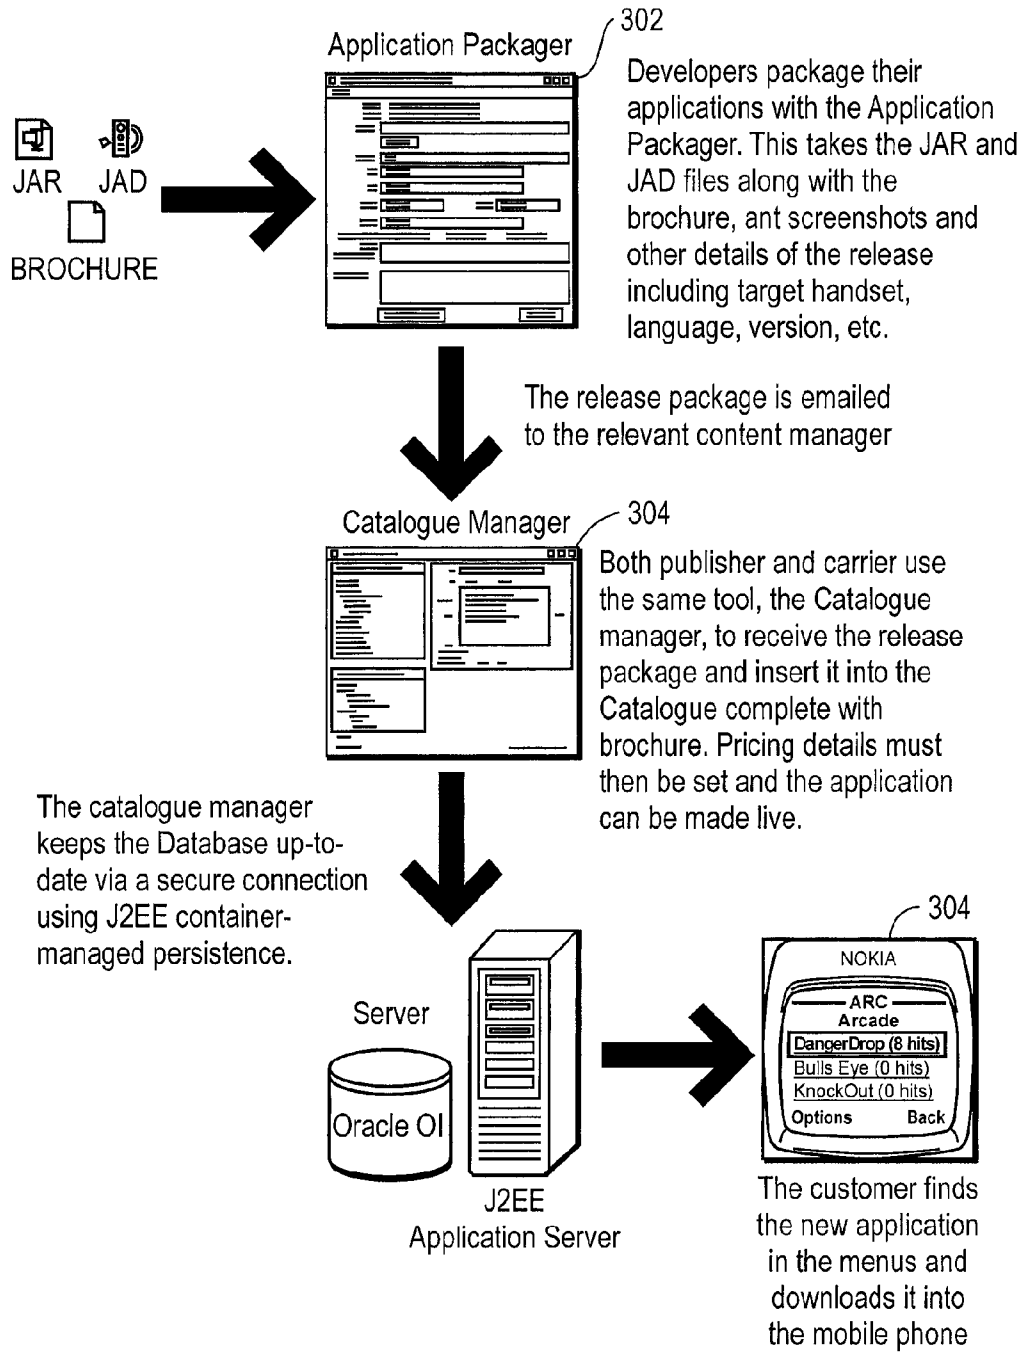 302
Application Packager
Developers package their
applications with the Application
Packager. This takes the JAR and
JAD files along with the
brochure, ant screenshots and
other details of the release
including target handset,
language, version, etc.
JAR JAD
BROCHURE
The release package is emailed
to the relevant content manager
304
Catalogue Manager
Both publisher and carrier use
the same tool, the Catalogue
manager, to receive the release
package and insert it into the
Catalogue complete with
brochure. Pricing details must
then be set and the application
can be made live.
The catalogue manager
keeps the Database up-to-
date via a secure connection
using J2EE container-
managed persistence.
Server
Oracle OI
J2EE
Application Server
304
NOKIA
ARC
Arcade
DangerDrop (8 hits)
Bulls Eye (0 hits)
KnockOut (0 hits)
Options Back
The customer finds
the new application
in the menus and
downloads it into
the mobile phone